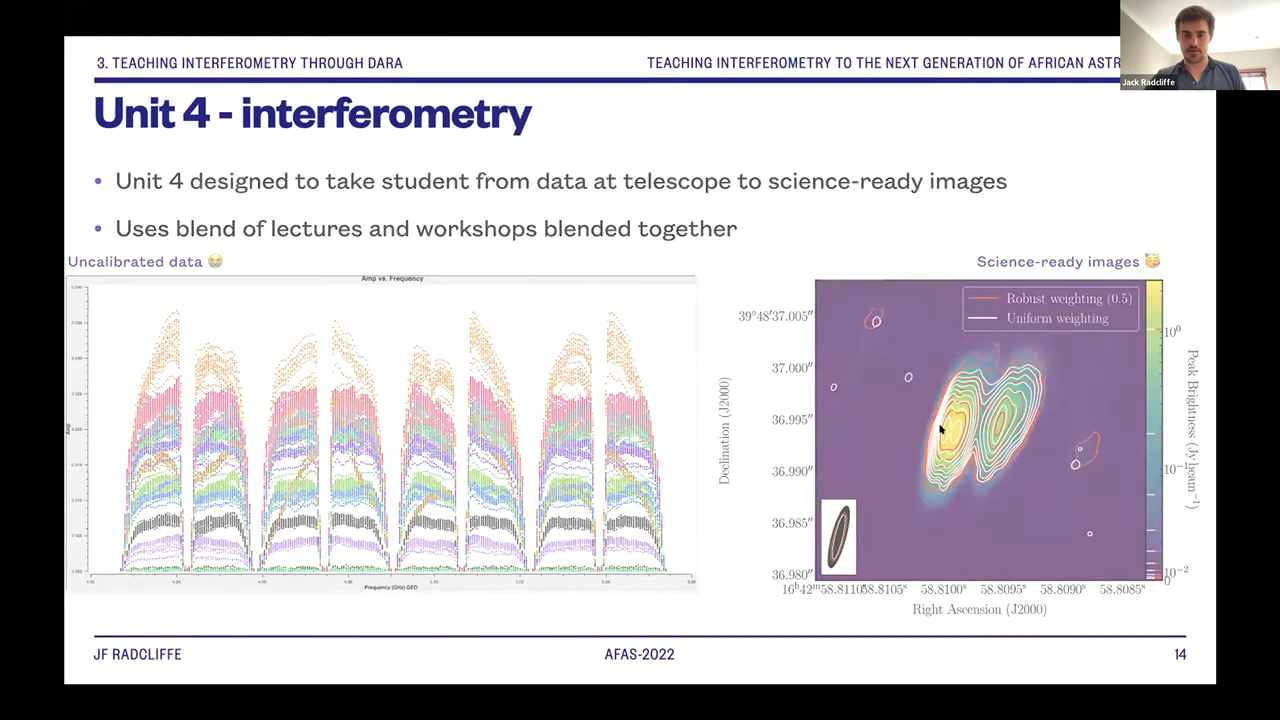 3. TEACHING INTERFEROMETRY THROUGH DARA
TEACHING INTERFEROMETRY TO THE NEXT GENERATION OF AFRICAN ASTR
Jack Radcliffe
Unit 4 - interferometry
• Unit 4 designed to take student from data at telescope to science-ready images
• Uses blend of lectures and workshops blended together
Uncalibrated data 😭
Science-ready images 🥳
Amp vs. Frequency
Frequency (GHz) GEO
Robust weighting (0.5)
Uniform weighting
39°48′37.005″
37.000″
36.995″
36.990″
36.985″
36.980″
Declination (J2000)
16ʰ42ᵐ58.8110ˢ
58.8105ˢ
58.8100ˢ
58.8095ˢ
58.8090ˢ
58.8085ˢ
Right Ascension (J2000)
10⁰
10⁻¹
10⁻²
0
Peak Brightness (Jy beam⁻¹)
JF RADCLIFFE
AFAS-2022
14